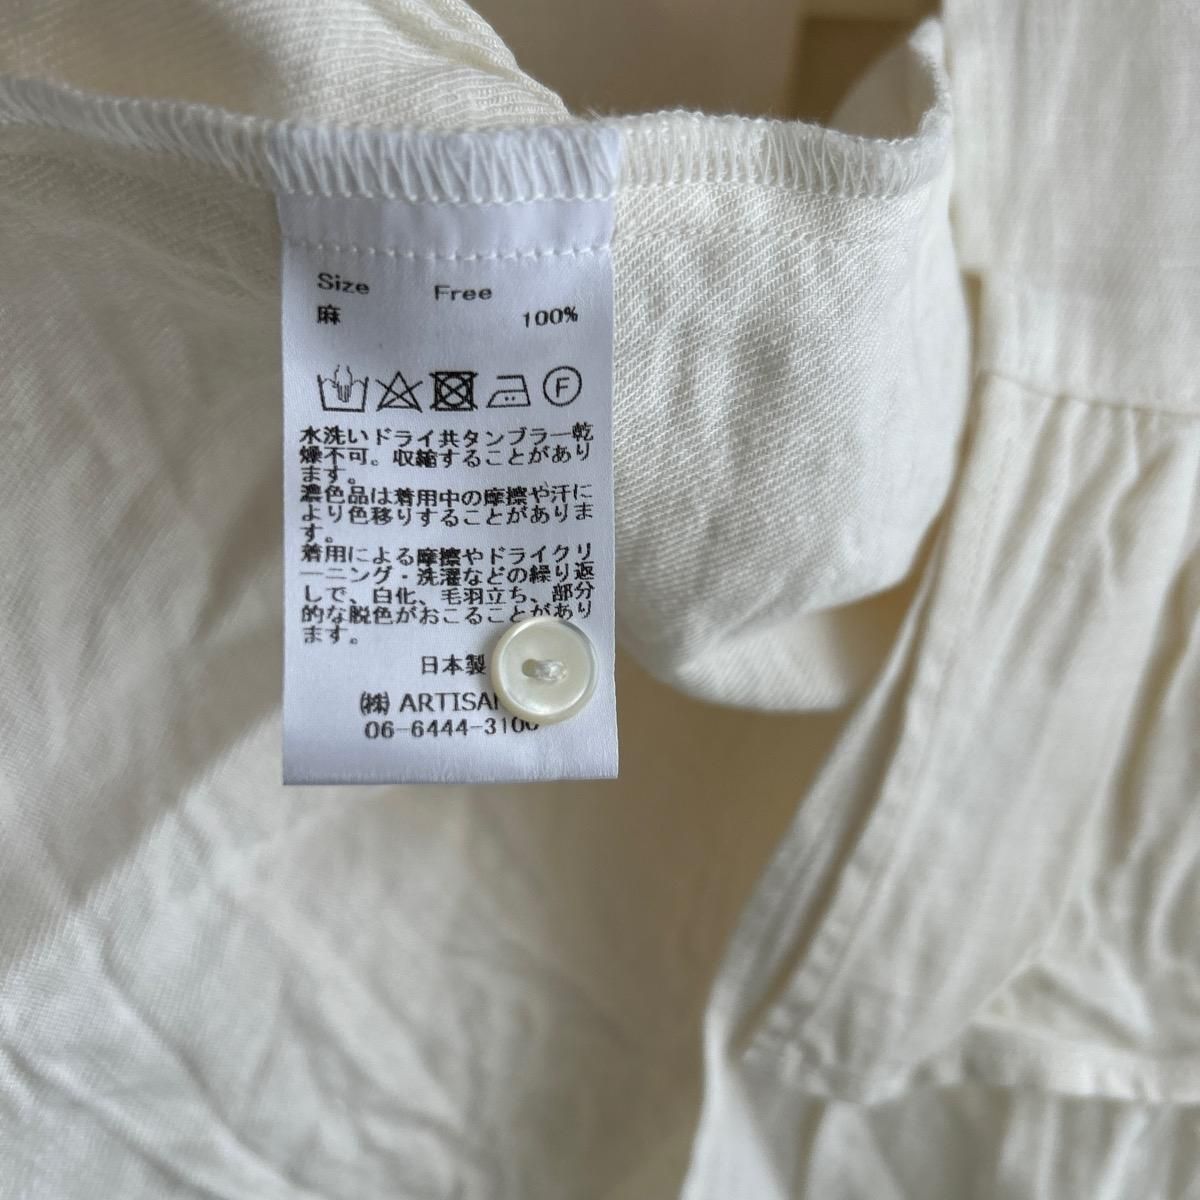 Size Free
麻 100%
F
水洗いドライ共タンブラー乾
燥不可。収縮することがあり
ます。
濃色品は着用中の摩擦や汗に
より色移りすることがありま
す。
着用による摩擦やドライクリ
ーニング・洗濯などの繰り返
しで、白化、毛羽立ち、部分
的な脱色がおこることがあり
ます。
日本製
㈱ ARTISAN
06-6444-3100